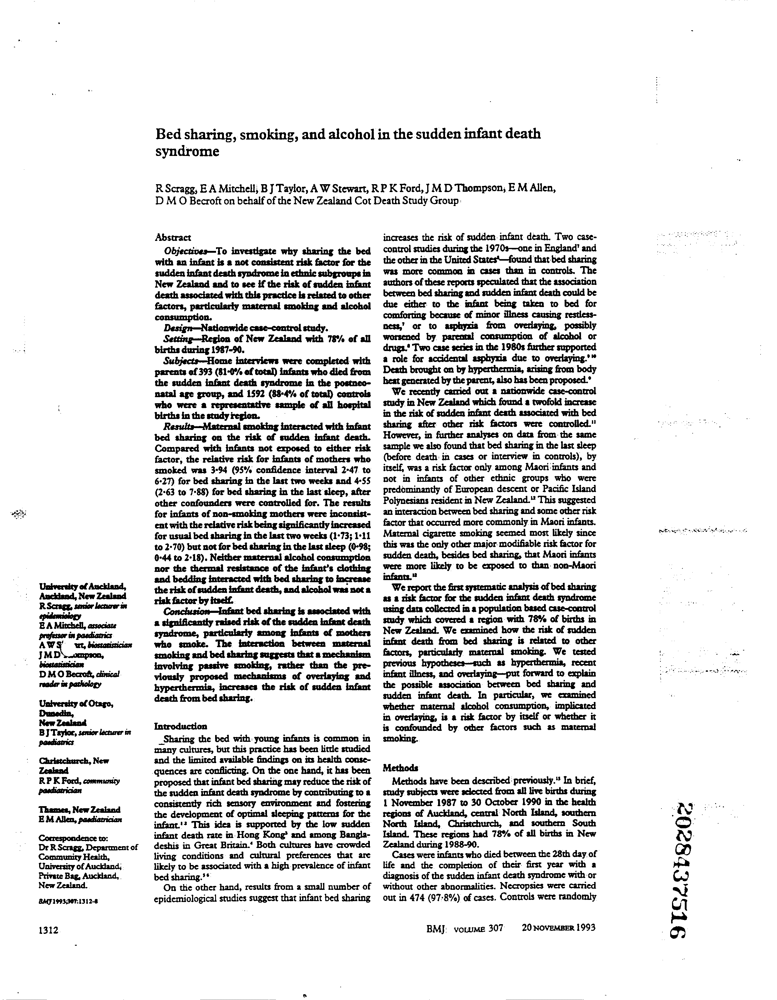 Bed sharing, smoking, and alcohol in the sudden infant death
syndrome
R Scragg, E A Mitchell, B J Taylor, A W Stewart, R P K Ford, J M D Thompson, E M Allen,
D M O Becroft on behalf of the New Zealand Cot Death Study Group
Abstract
Objectives—To investigate why sharing the bed
with an infant is a not consistent risk factor for the
sudden infant death syndrome in ethnic subgroups in
New Zealand and to see if the risk of sudden infant
death associated with this practice is related to other
factors, particularly maternal smoking and alcohol
consumption.
Design—Nationwide case-control study.
Setting—Region of New Zealand with 78% of all
births during 1987-90.
Subjects—Home interviews were completed with
parents of 393 (81·0% of total) infants who died from
the sudden infant death syndrome in the postneo-
natal age group, and 1592 (88·4% of total) controls
who were a representative sample of all hospital
births in the study region.
Results—Maternal smoking interacted with infant
bed sharing on the risk of sudden infant death.
Compared with infants not exposed to either risk
factor, the relative risk for infants of mothers who
smoked was 3·94 (95% confidence interval 2·47 to
6·27) for bed sharing in the last two weeks and 4·55
(2·63 to 7·88) for bed sharing in the last sleep, after
other confounders were controlled for. The results
for infants of non-smoking mothers were inconsist-
ent with the relative risk being significantly increased
for usual bed sharing in the last two weeks (1·73; 1·11
to 2·70) but not for bed sharing in the last sleep (0·98;
0·44 to 2·18). Neither maternal alcohol consumption
nor the thermal resistance of the infant's clothing
and bedding interacted with bed sharing to increase
the risk of sudden infant death, and alcohol was not a
risk factor by itself.
Conclusion—Infant bed sharing is associated with
a significantly raised risk of the sudden infant death
syndrome, particularly among infants of mothers
who smoke. The interaction between maternal
smoking and bed sharing suggests that a mechanism
involving passive smoking, rather than the pre-
viously proposed mechanisms of overlaying and
hyperthermia, increases the risk of sudden infant
death from bed sharing.
Introduction
Sharing the bed with young infants is common in
many cultures, but this practice has been little studied
and the limited available findings on its health conse-
quences are conflicting. On the one hand, it has been
proposed that infant bed sharing may reduce the risk of
the sudden infant death syndrome by contributing to a
consistently rich sensory environment and fostering
the development of optimal sleeping patterns for the
infant. This idea is supported by the low sudden
infant death rate in Hong Kong and among Bangla-
deshis in Great Britain. Both cultures have crowded
living conditions and cultural preferences that are
likely to be associated with a high prevalence of infant
bed sharing.
On the other hand, results from a small number of
epidemiological studies suggest that infant bed sharing
increases the risk of sudden infant death. Two case-
control studies during the 1970s—one in England and
the other in the United States—found that bed sharing
was more common in cases than in controls. The
authors of these reports speculated that the association
between bed sharing and sudden infant death could be
due either to the infant being taken to bed for
comforting because of minor illness causing restless-
ness, or to asphyxia from overlaying, possibly
worsened by parental consumption of alcohol or
drugs. Two case series in the 1980s further supported
a role for accidental asphyxia due to overlaying.
Death brought on by hyperthermia, arising from body
heat generated by the parent, also has been proposed.
We recently carried out a nationwide case-control
study in New Zealand which found a twofold increase
in the risk of sudden infant death associated with bed
sharing after other risk factors were controlled.
However, in further analyses on data from the same
sample we also found that bed sharing in the last sleep
(before death in cases or interview in controls), by
itself, was a risk factor only among Maori infants and
not in infants of other ethnic groups who were
predominantly of European descent or Pacific Island
Polynesians resident in New Zealand. This suggested
an interaction between bed sharing and some other risk
factor that occurred more commonly in Maori infants.
Maternal cigarette smoking seemed most likely since
this was the only other major modifiable risk factor for
sudden death, besides bed sharing, that Maori infants
were more likely to be exposed to than non-Maori
infants.
We report the first systematic analysis of bed sharing
as a risk factor for the sudden infant death syndrome
using data collected in a population based case-control
study which covered a region with 78% of births in
New Zealand. We examined how the risk of sudden
infant death from bed sharing is related to other
factors, particularly maternal smoking. We tested
previous hypotheses—such as hyperthermia, recent
infant illness, and overlaying—put forward to explain
the possible association between bed sharing and
sudden infant death. In particular, we examined
whether maternal alcohol consumption, implicated
in overlaying, is a risk factor by itself or whether it
is confounded by other factors such as maternal
smoking.
Methods
Methods have been described previously. In brief,
study subjects were selected from all live births during
1 November 1987 to 30 October 1990 in the health
regions of Auckland, central North Island, southern
North Island, Christchurch, and southern South
Island. These regions had 78% of all births in New
Zealand during 1988-90.
Cases were infants who died between the 28th day of
life and the completion of their first year with a
diagnosis of the sudden infant death syndrome with or
without other abnormalities. Necropsies were carried
out in 474 (97·8%) of cases. Controls were randomly
University of Auckland,
Auckland, New Zealand
R Scragg, senior lecturer in
epidemiology
E A Mitchell, associate
professor in paediatrics
A W S rt, biostatistician
J M D ompson,
biostatistician
D M O Becroft, clinical
reader in pathology
University of Otago,
Dunedin,
New Zealand
B J Taylor, senior lecturer in
paediatrics
Christchurch, New
Zealand
R P K Ford, community
paediatrician
Thames, New Zealand
E M Allen, paediatrician
Correspondence to:
Dr R Scragg, Department of
Community Health,
University of Auckland,
Private Bag, Auckland,
New Zealand.
BMJ 1993;307:1312-8
1312
BMJ VOLUME 307 20 NOVEMBER 1993
2028437516